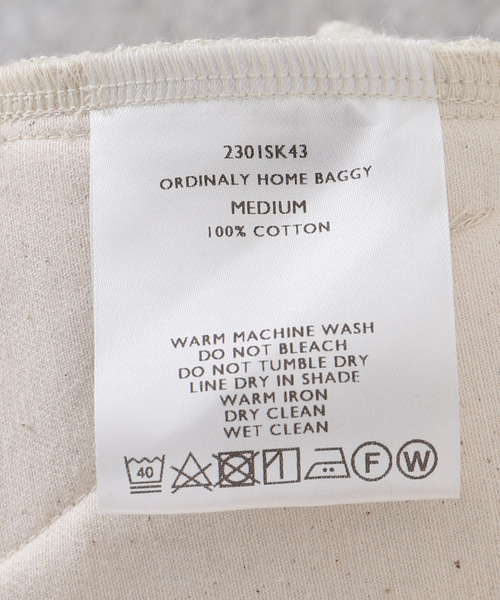 2301SK43
ORDINALY HOME BAGGY
MEDIUM
100% COTTON
WARM MACHINE WASH
DO NOT BLEACH
DO NOT TUMBLE DRY
LINE DRY IN SHADE
WARM IRON
DRY CLEAN
WET CLEAN
40 F W